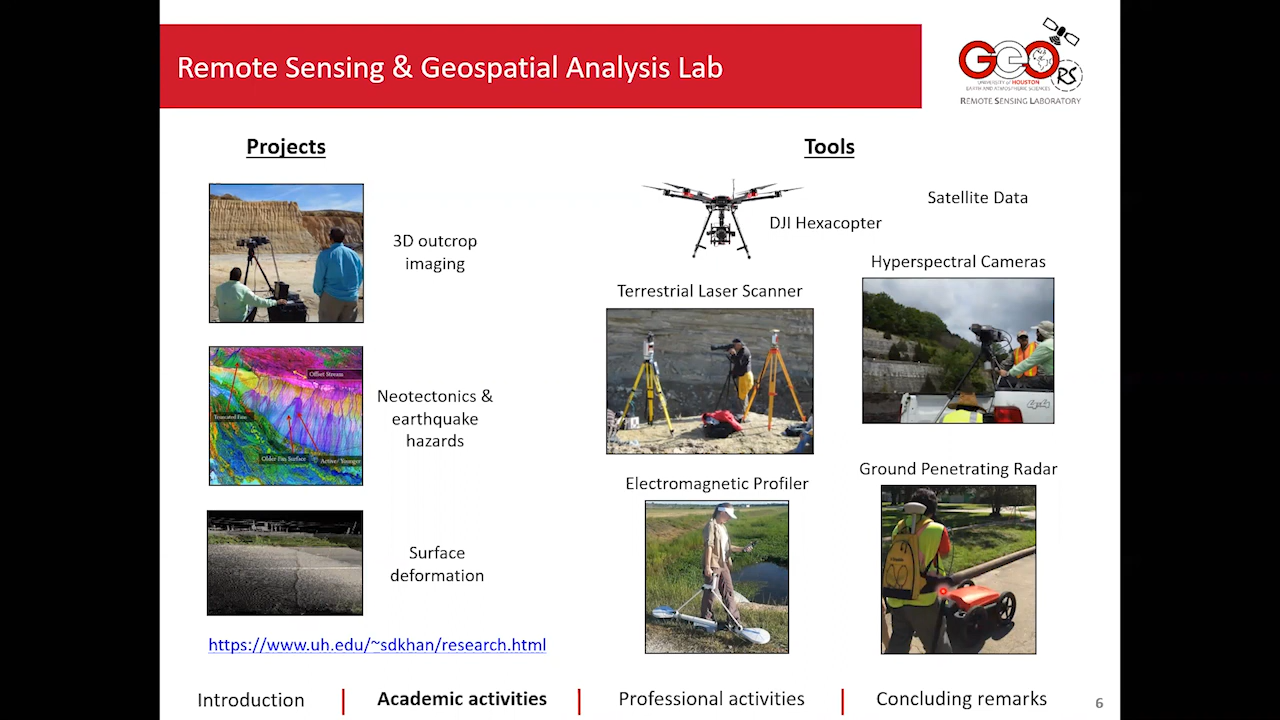 Remote Sensing & Geospatial Analysis Lab
GEO
RS
UNIVERSITY of HOUSTON
EARTH AND ATMOSPHERIC SCIENCES
REMOTE SENSING LABORATORY
Projects
3D outcrop
imaging
Offset Stream
Truncated Fans
Older Fan Surface
Active/ Younger
Neotectonics &
earthquake
hazards
Surface
deformation
https://www.uh.edu/~sdkhan/research.html
Tools
DJI Hexacopter
Satellite Data
Terrestrial Laser Scanner
Hyperspectral Cameras
4x4
Electromagnetic Profiler
Ground Penetrating Radar
Introduction
Academic activities
Professional activities
Concluding remarks
6